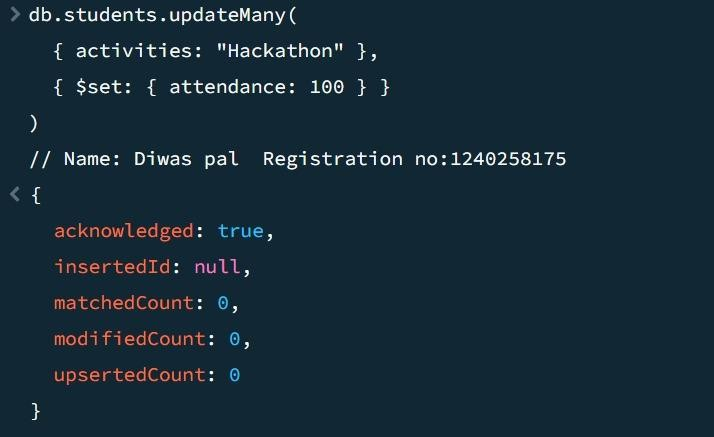 > db.students.updateMany(
{ activities: "Hackathon" },
{ $set: { attendance: 100 } }
)
// Name: Diwas pal  Registration no:1240258175
< {
acknowledged: true,
insertedId: null,
matchedCount: 0,
modifiedCount: 0,
upsertedCount: 0
}